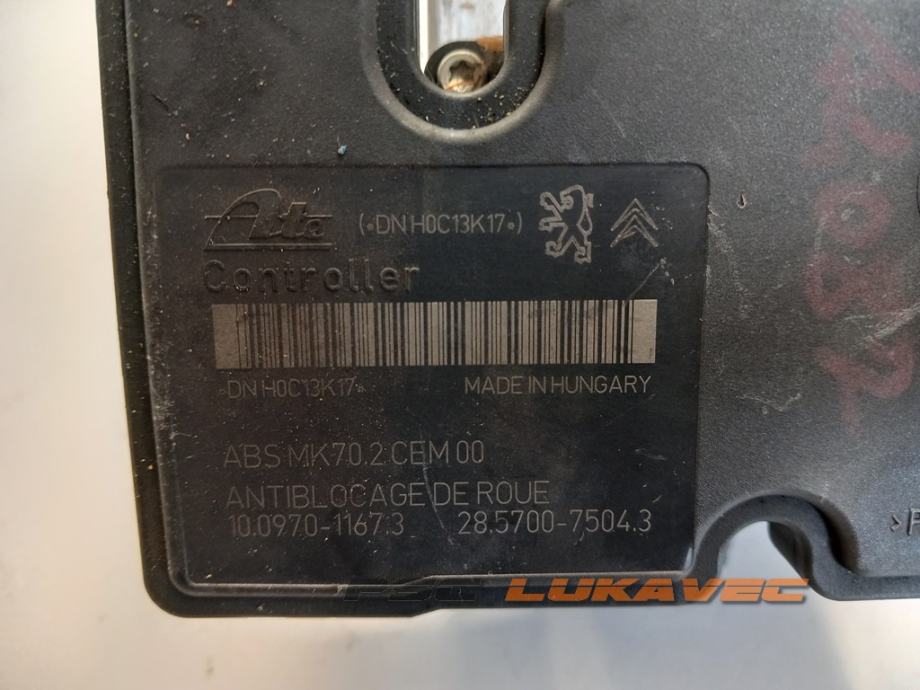 Ate (•DN H0C13K17•)
Controller
•DN H0C13K17• MADE IN HUNGARY
ABS MK70.2 CEM 00
ANTIBLOCAGE DE ROUE
10.0970-1167.3 28.5700-7504.3
PSC LUKAVEC